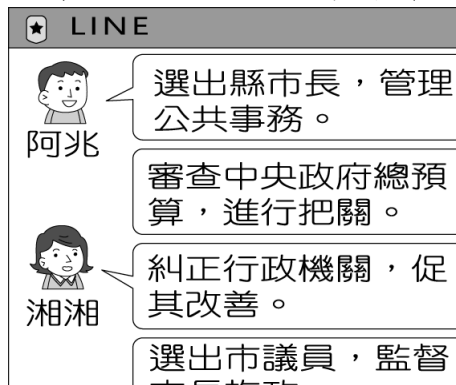 LINE
選出縣市長，管理
公共事務。
阿兆
審查中央政府總預
算，進行把關。
糾正行政機關，促
其改善。
湘湘
選出市議員，監督